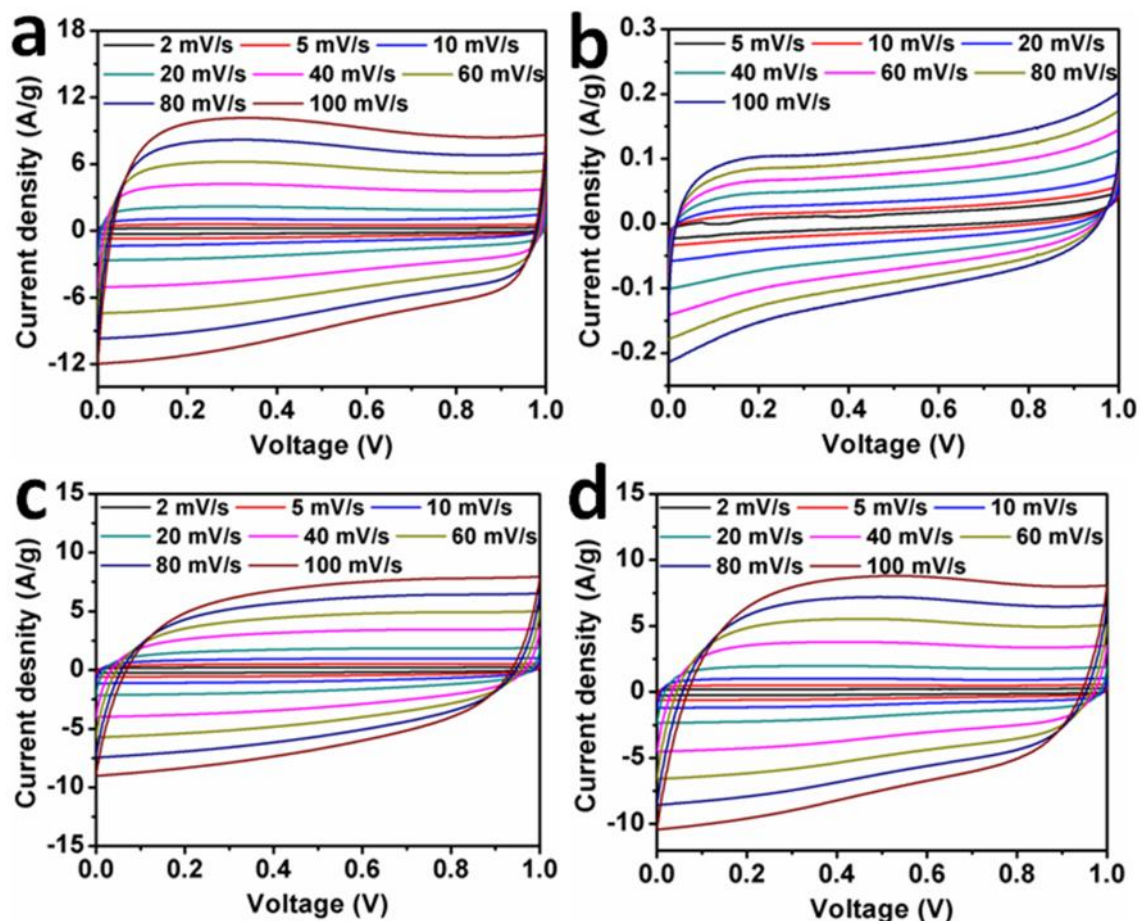 a
2 mV/s 5 mV/s 10 mV/s
20 mV/s 40 mV/s 60 mV/s
80 mV/s 100 mV/s
Current density (A/g)
18
12
6
0
-6
-12
0.0 0.2 0.4 0.6 0.8 1.0
Voltage (V)
b
5 mV/s 10 mV/s 20 mV/s
40 mV/s 60 mV/s 80 mV/s
100 mV/s
Current density (A/g)
0.3
0.2
0.1
0.0
-0.1
-0.2
0.0 0.2 0.4 0.6 0.8 1.0
Voltage (V)
c
2 mV/s 5 mV/s 10 mV/s
20 mV/s 40 mV/s 60 mV/s
80 mV/s 100 mV/s
Current desnity (A/g)
15
10
5
0
-5
-10
-15
0.0 0.2 0.4 0.6 0.8 1.0
Voltage (V)
d
2 mV/s 5 mV/s 10 mV/s
20 mV/s 40 mV/s 60 mV/s
80 mV/s 100 mV/s
Current density (A/g)
15
10
5
0
-5
-10
0.0 0.2 0.4 0.6 0.8 1.0
Voltage (V)